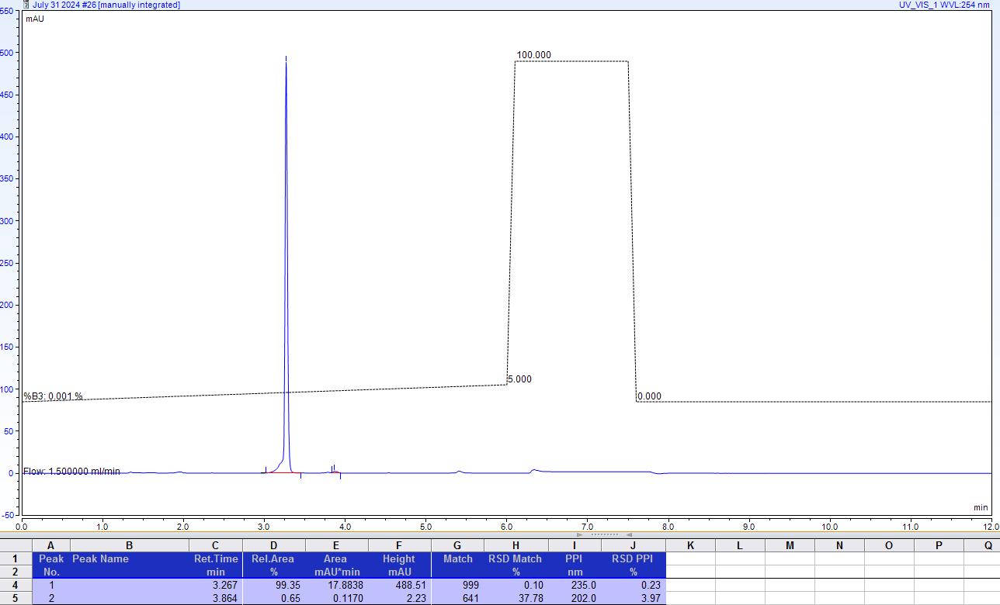 July 31 2024 #26 [manually integrated] UV_VIS_1 WVL:254 nm
550
mAU
500
450
400
350
300
250
200
150
100
50
0
-50
100.000
5.000
%B3: 0.001 %
0.000
Flow: 1.500000 ml/min
min
0.0 1.0 2.0 3.0 4.0 5.0 6.0 7.0 8.0 9.0 10.0 11.0 12.0
A B C D E F G H I J K L M N O P Q
1 Peak Peak Name Ret.Time Rel.Area Area Height Match RSD Match PPI RSD PPI
2 No. min % mAU*min mAU % nm %
4 1 3.267 99.35 17.8838 488.51 999 0.10 235.0 0.23
5 2 3.864 0.65 0.1170 2.23 641 37.78 202.0 3.97